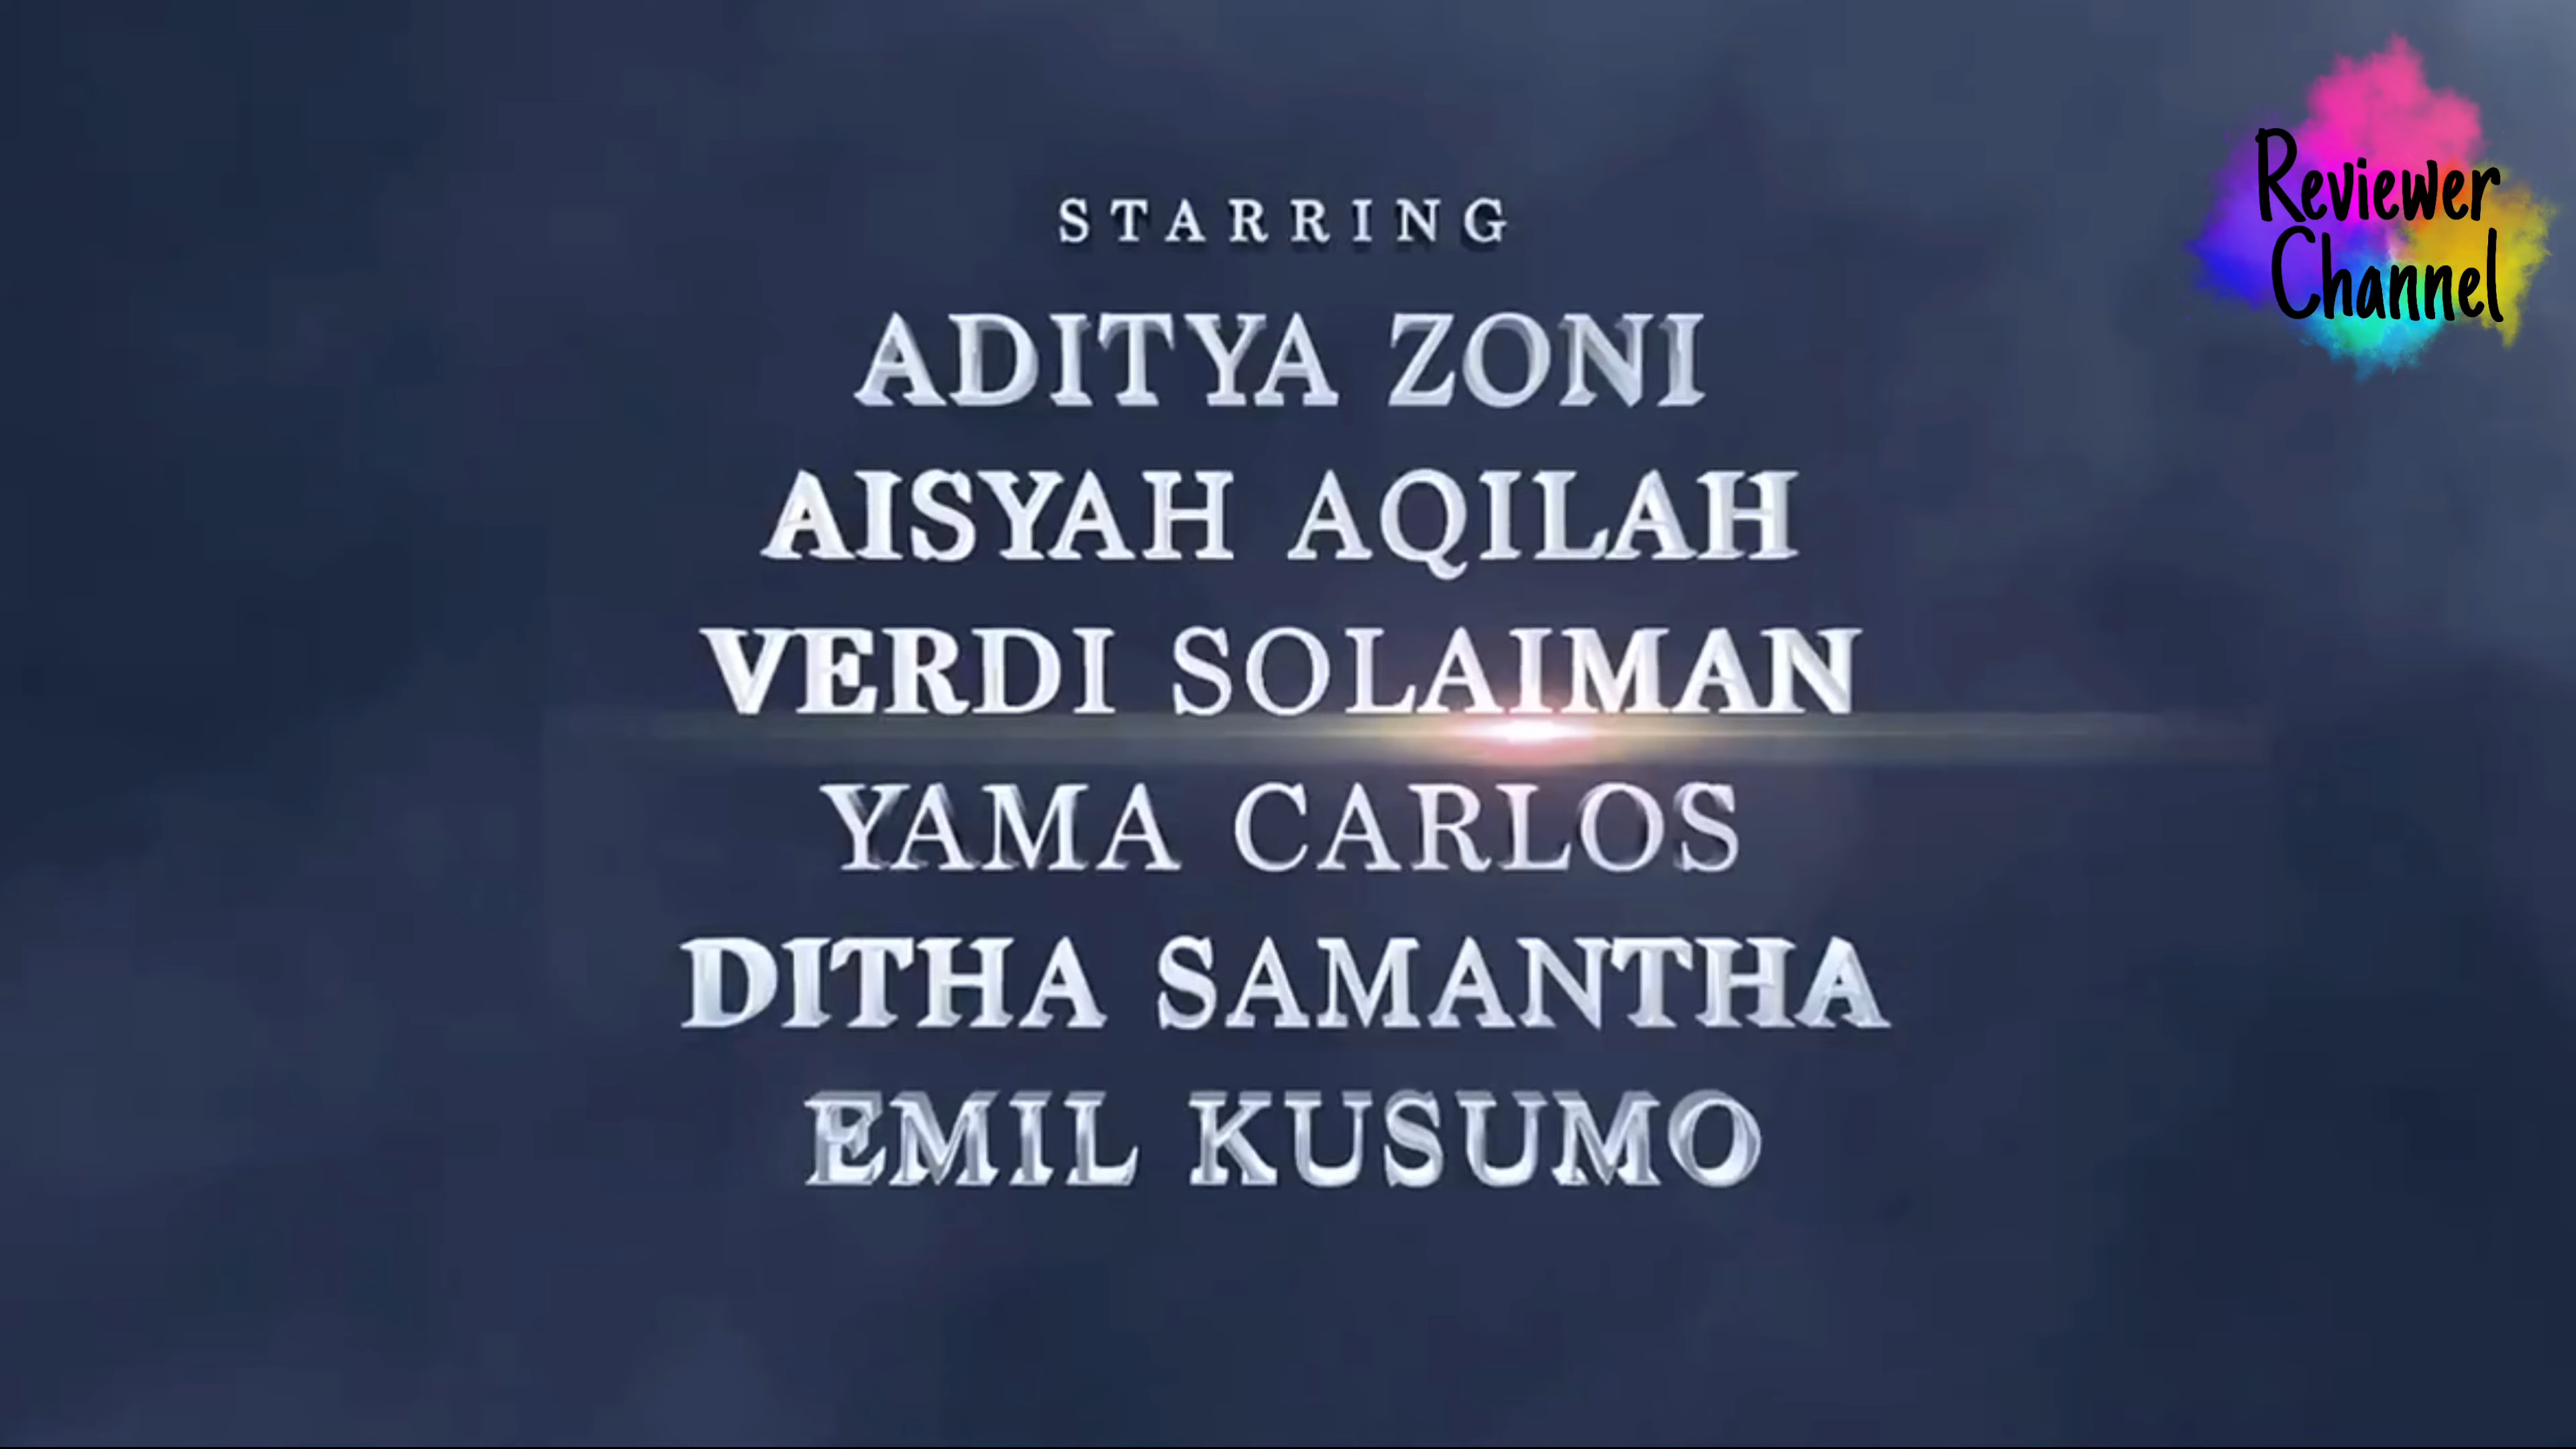 STARRING
ADITYA ZONI
AISYAH AQILAH
VERDI SOLAIMAN
YAMA CARLOS
DITHA SAMANTHA
EMIL KUSUMO
Reviewer
Channel